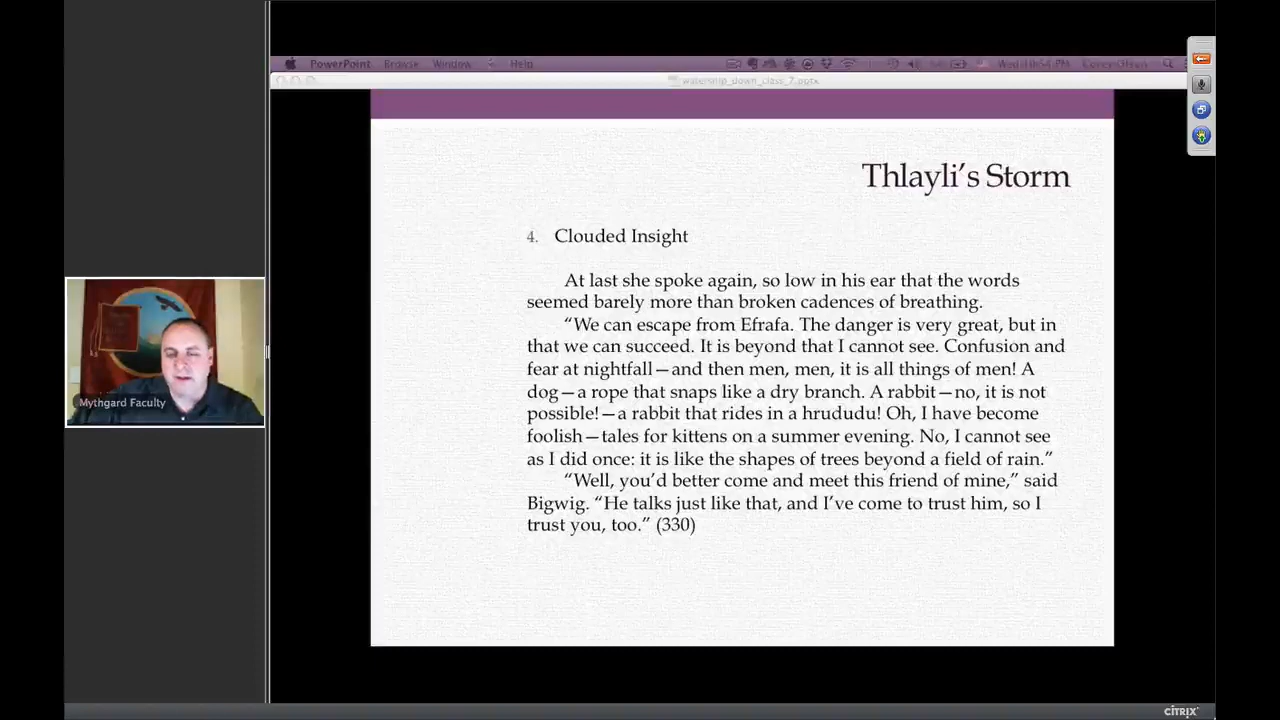 PowerPoint Browse Window Help Corey Olsen
watership_down_class_7.pptx
Thlayli’s Storm
4. Clouded Insight
At last she spoke again, so low in his ear that the words
seemed barely more than broken cadences of breathing.
“We can escape from Efrafa. The danger is very great, but in
that we can succeed. It is beyond that I cannot see. Confusion and
fear at nightfall—and then men, men, it is all things of men! A
dog—a rope that snaps like a dry branch. A rabbit—no, it is not
possible!—a rabbit that rides in a hrududu! Oh, I have become
foolish—tales for kittens on a summer evening. No, I cannot see
as I did once: it is like the shapes of trees beyond a field of rain.”
“Well, you’d better come and meet this friend of mine,” said
Bigwig. “He talks just like that, and I’ve come to trust him, so I
trust you, too.” (330)
Mythgard Faculty
CITRIX